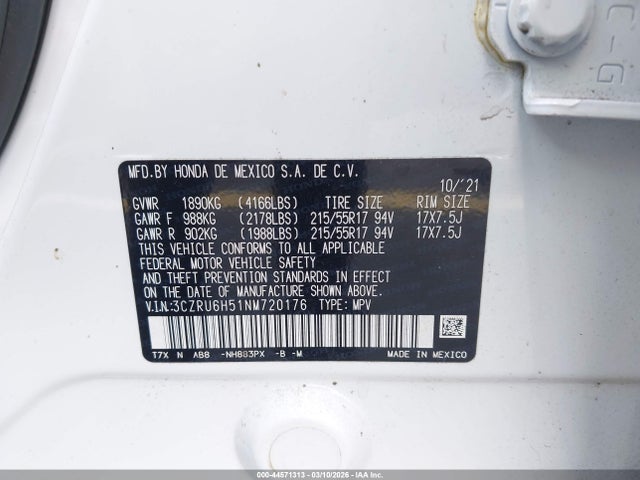 C-G
MFD.BY HONDA DE MEXICO S.A. DE C.V. 10/'21
GVWR 1890KG (4166LBS) TIRE SIZE RIM SIZE
GAWR F 988KG (2178LBS) 215/55R17 94V 17X7.5J
GAWR R 902KG (1988LBS) 215/55R17 94V 17X7.5J
THIS VEHICLE CONFORMS TO ALL APPLICABLE
FEDERAL MOTOR VEHICLE SAFETY
AND THEFT PREVENTION STANDARDS IN EFFECT
ON THE DATE OF MANUFACTURE SHOWN ABOVE.
V.I.N:3CZRU6H51NM720176 TYPE: MPV
T7X N AB8 -NH883PX -B -M MADE IN MEXICO
000-44571313 - 03/10/2026 - IAA Inc.